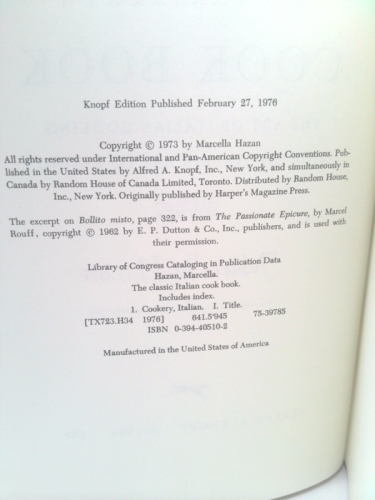 Knopf Edition Published February 27, 1976
Copyright © 1973 by Marcella Hazan
All rights reserved under International and Pan-American Copyright Conventions. Pub-
lished in the United States by Alfred A. Knopf, Inc., New York, and simultaneously in
Canada by Random House of Canada Limited, Toronto. Distributed by Random House,
Inc., New York. Originally published by Harper's Magazine Press.
The excerpt on Bollito misto, page 322, is from The Passionate Epicure, by Marcel
Rouff, copyright © 1962 by E. P. Dutton & Co., Inc., publishers, and is used with
their permission.
Library of Congress Cataloging in Publication Data
Hazan, Marcella.
The classic Italian cook book.
Includes index.
1. Cookery, Italian. I. Title.
[TX723.H34 1976] 641.5'945 75-39785
ISBN 0-394-40510-2
Manufactured in the United States of America